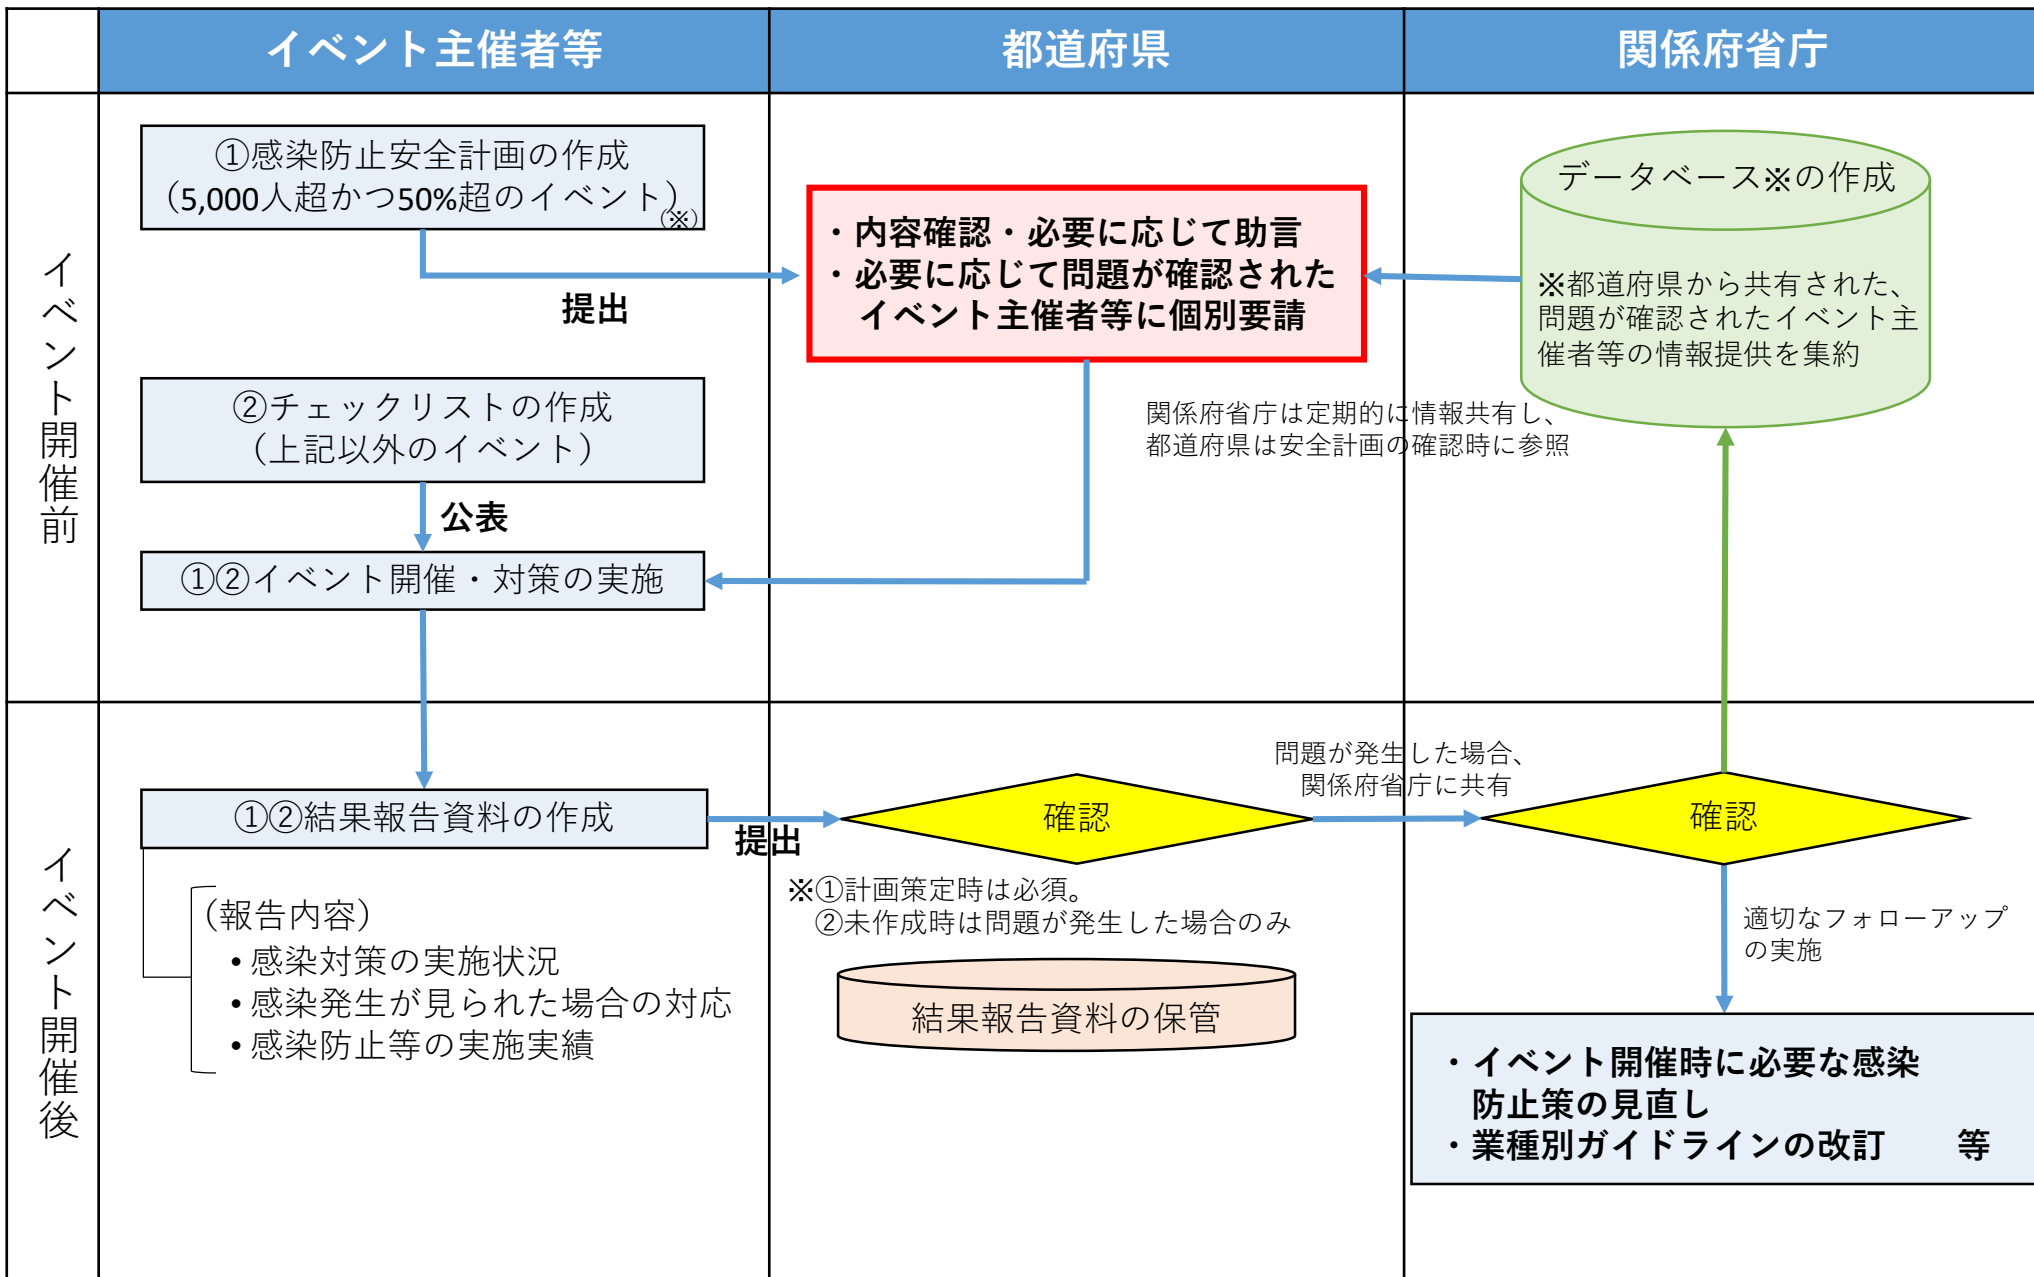 イベント主催者等
都道府県
関係府省庁
イベント開催前
①感染防止安全計画の作成
（5,000人超かつ50%超のイベント）
（※）
提出
・内容確認・必要に応じて助言
・必要に応じて問題が確認された
イベント主催者等に個別要請
データベース※の作成
※都道府県から共有された、
問題が確認されたイベント主
催者等の情報提供を集約
関係府省庁は定期的に情報共有し、
都道府県は安全計画の確認時に参照
②チェックリストの作成
（上記以外のイベント）
公表
①②イベント開催・対策の実施
イベント開催後
①②結果報告資料の作成
提出
確認
問題が発生した場合、
関係府省庁に共有
確認
（報告内容）
• 感染対策の実施状況
• 感染発生が見られた場合の対応
• 感染防止等の実施実績
※①計画策定時は必須。
②未作成時は問題が発生した場合のみ
結果報告資料の保管
適切なフォローアップ
の実施
・イベント開催時に必要な感染
防止策の見直し
・業種別ガイドラインの改訂　　等